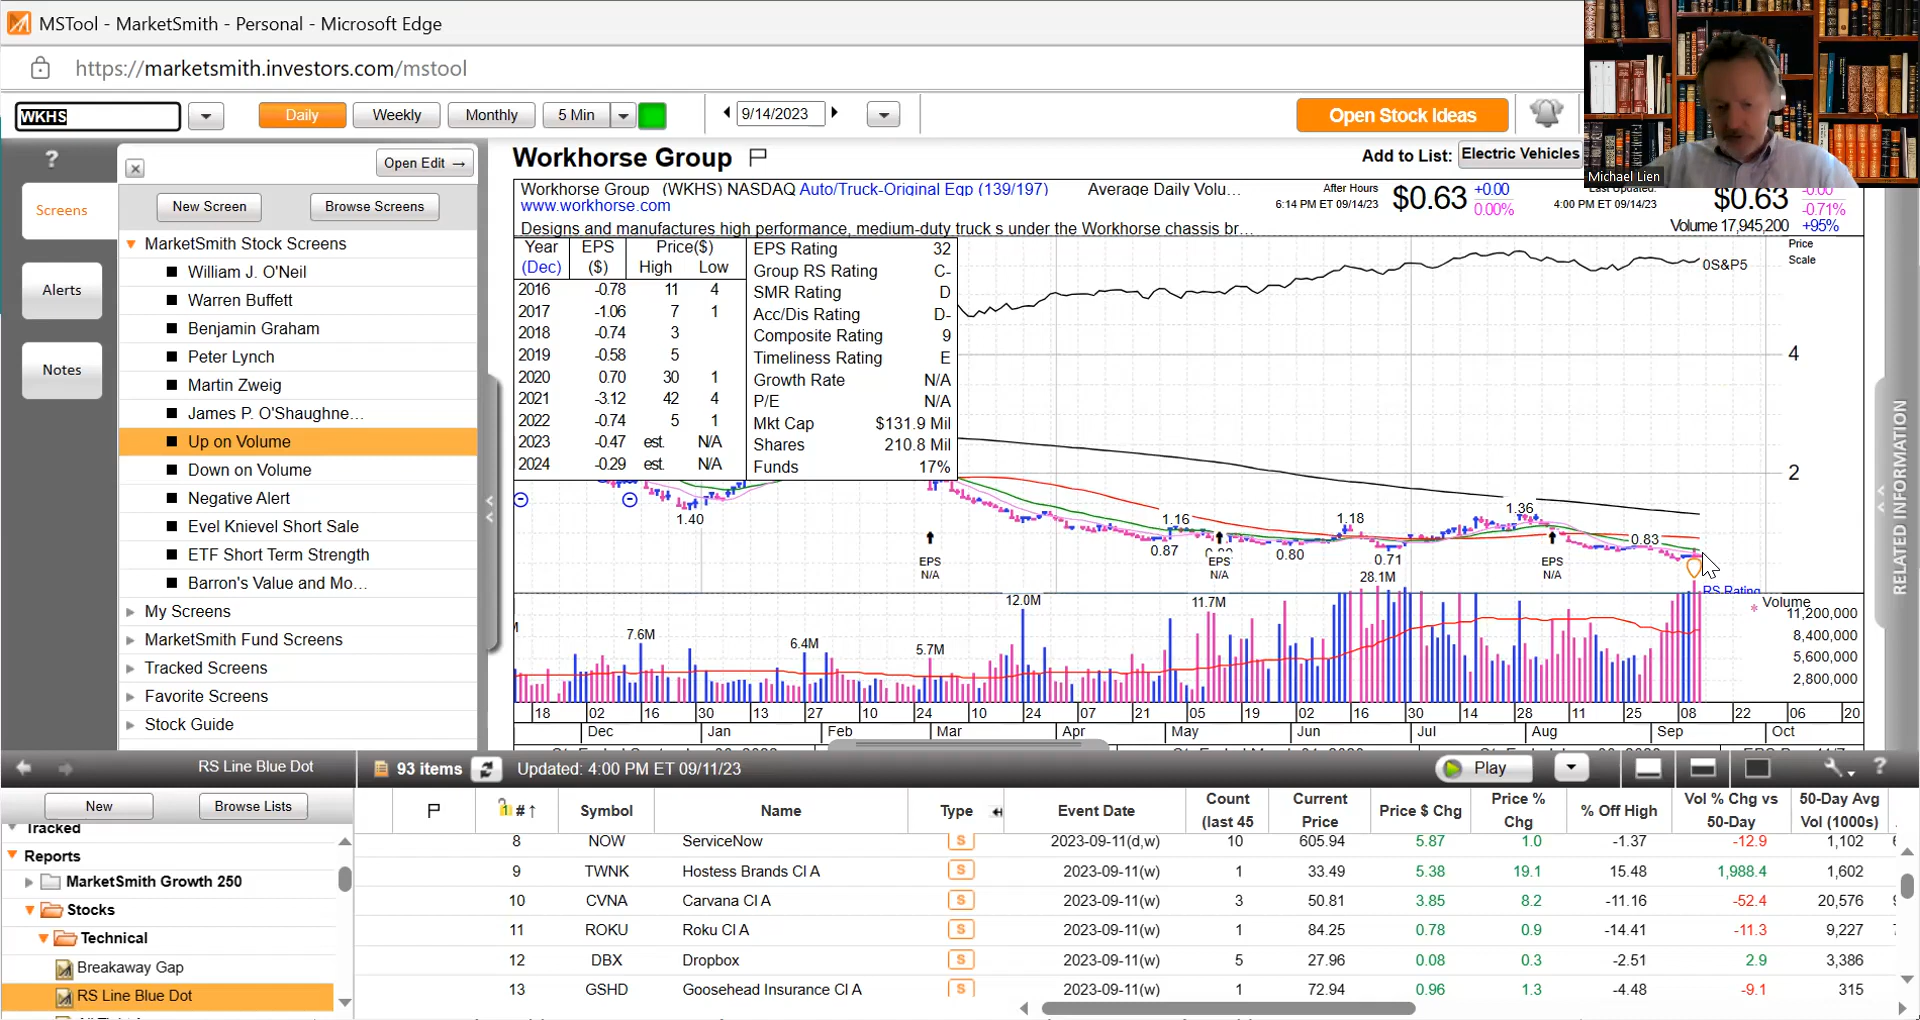 MSTool - MarketSmith - Personal - Microsoft Edge
https://marketsmith.investors.com/mstool
WKHS
Daily
Weekly
Monthly
5 Min
9/14/2023
Open Stock Ideas
Michael Lien
?
Screens
Alerts
Notes
Open Edit →
New Screen
Browse Screens
MarketSmith Stock Screens
William J. O'Neil
Warren Buffett
Benjamin Graham
Peter Lynch
Martin Zweig
James P. O'Shaughne…
Up on Volume
Down on Volume
Negative Alert
Evel Knievel Short Sale
ETF Short Term Strength
Barron's Value and Mo…
My Screens
MarketSmith Fund Screens
Tracked Screens
Favorite Screens
Stock Guide
Workhorse Group
Add to List: Electric Vehicles
Workhorse Group (WKHS) NASDAQ Auto/Truck-Original Eqp (139/197) Average Daily Volu…
www.workhorse.com
Designs and manufactures high performance, medium-duty truck s under the Workhorse chassis br…
After Hours
6:14 PM ET 09/14/23
$0.63
+0.00
0.00%
Last Updated:
4:00 PM ET 09/14/23
$0.63
-0.00
-0.71%
Volume 17,945,200 +95%
Year (Dec) EPS ($) Price($) High Low
2016 -0.78 11 4
2017 -1.06 7 1
2018 -0.74 3
2019 -0.58 5
2020 0.70 30 1
2021 -3.12 42 4
2022 -0.74 5 1
2023 -0.47 est. N/A
2024 -0.29 est. N/A
EPS Rating 32
Group RS Rating C-
SMR Rating D
Acc/Dis Rating D-
Composite Rating 9
Timeliness Rating E
Growth Rate N/A
P/E N/A
Mkt Cap $131.9 Mil
Shares 210.8 Mil
Funds 17%
Price
Scale
0S&P5
4
2
1.40
1.16
0.87
0.80
1.18
0.71
1.36
0.83
EPS
N/A
EPS
N/A
EPS
N/A
RS Rating
Volume
11,200,000
8,400,000
5,600,000
2,800,000
7.6M
6.4M
5.7M
12.0M
11.7M
28.1M
18 02 16 30 13 27 10 24 10 24 07 21 05 19 02 16 30 14 28 11 25 08 22 06 20
Dec Jan Feb Mar Apr May Jun Jul Aug Sep Oct
RELATED INFORMATION
RS Line Blue Dot
93 items
Updated: 4:00 PM ET 09/11/23
Play
?
New
Browse Lists
Tracked
Reports
MarketSmith Growth 250
Stocks
Technical
Breakaway Gap
RS Line Blue Dot
# ↑ Symbol Name Type Event Date Count (last 45 Current Price Price $ Chg Price % Chg % Off High Vol % Chg vs 50-Day 50-Day Avg Vol (1000s)
8 NOW ServiceNow S 2023-09-11(d,w) 10 605.94 5.87 1.0 -1.37 -12.9 1,102
9 TWNK Hostess Brands Cl A S 2023-09-11(w) 1 33.49 5.38 19.1 15.48 1,988.4 1,602
10 CVNA Carvana Cl A S 2023-09-11(w) 3 50.81 3.85 8.2 -11.16 -52.4 20,576
11 ROKU Roku Cl A S 2023-09-11(w) 1 84.25 0.78 0.9 -14.41 -11.3 9,227
12 DBX Dropbox S 2023-09-11(w) 5 27.96 0.08 0.3 -2.51 2.9 3,386
13 GSHD Goosehead Insurance Cl A S 2023-09-11(w) 1 72.94 0.96 1.3 -4.48 -9.1 315